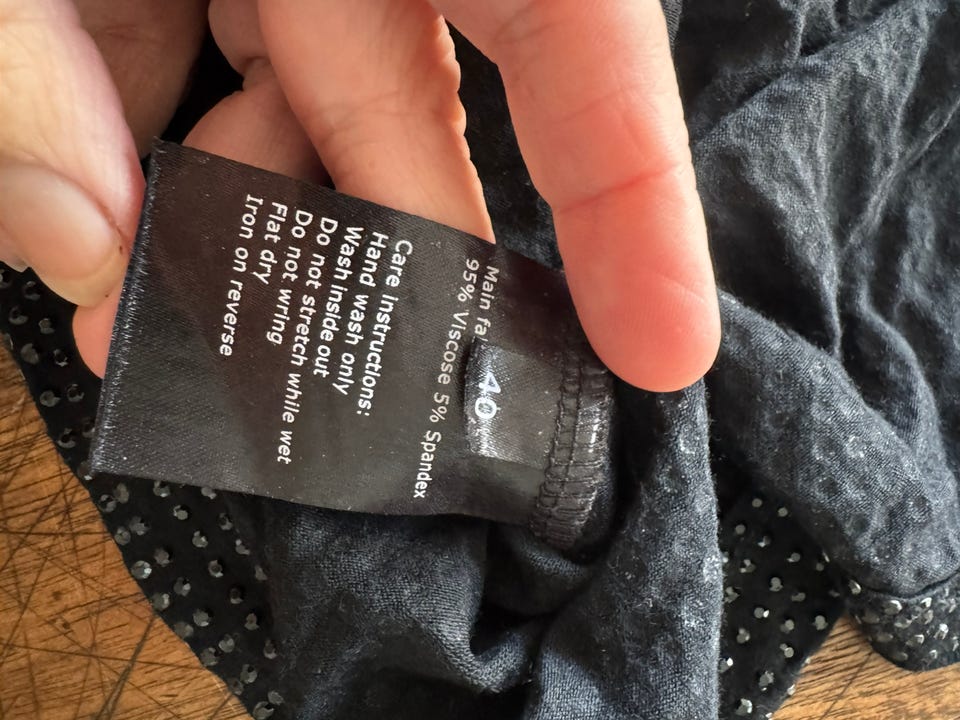 Main
95% Viscose 5% Spandex
40
Care instructions:
Hand wash only
Wash inside out
Do not stretch while wet
Do not wring
Flat dry
Iron on reverse